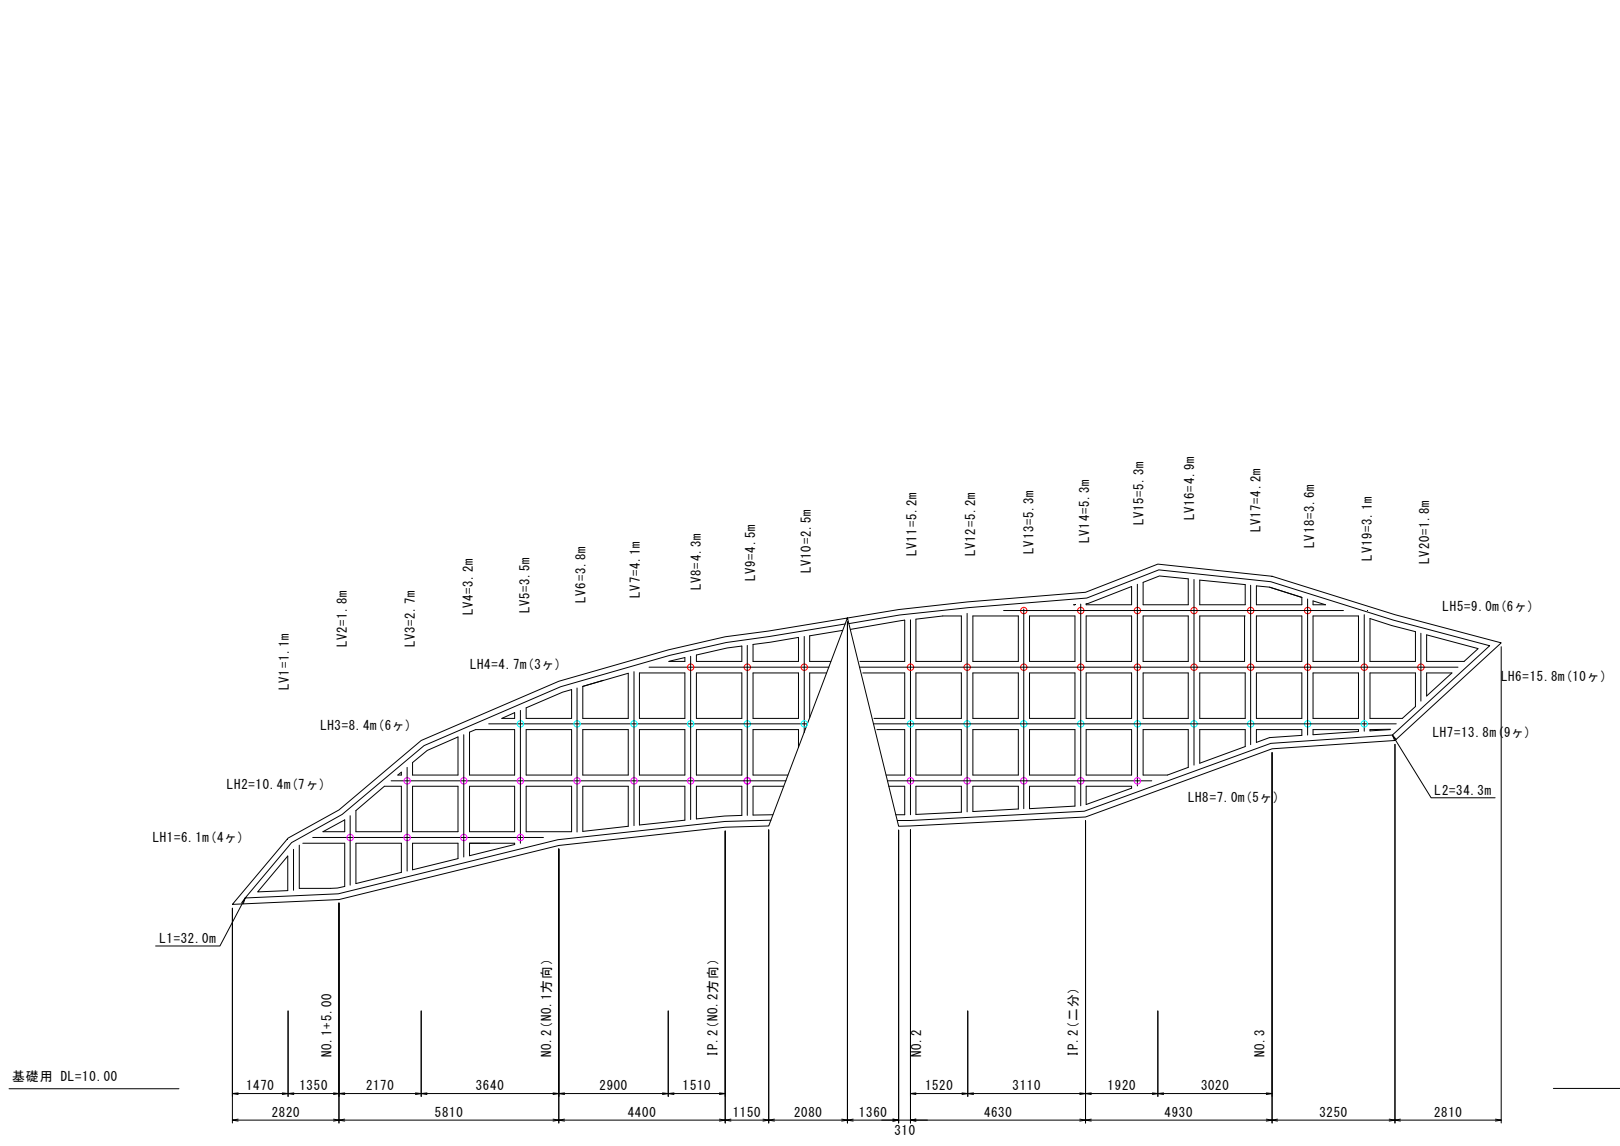 LV1=1.1m
LV2=1.8m
LV3=2.7m
LV4=3.2m
LV5=3.5m
LV6=3.8m
LV7=4.1m
LV8=4.3m
LV9=4.5m
LV10=2.5m
LV11=5.2m
LV12=5.2m
LV13=5.3m
LV14=5.3m
LV15=5.3m
LV16=4.9m
LV17=4.2m
LV18=3.6m
LV19=3.1m
LV20=1.8m
LH5=9.0m(6ヶ)
LH4=4.7m(3ヶ)
LH6=15.8m(10ヶ)
LH3=8.4m(6ヶ)
LH7=13.8m(9ヶ)
LH2=10.4m(7ヶ)
L2=34.3m
LH8=7.0m(5ヶ)
LH1=6.1m(4ヶ)
L1=32.0m
NO.1+5.00
NO.2(NO.1方向)
IP.2(NO.2方向)
NO.2
IP.2(二分)
NO.3
基礎用 DL=10.00
1470 1350 2170 3640 2900 1510 1520 3110 1920 3020
2820 5810 4400 1150 2080 1360 4630 4930 3250 2810
310